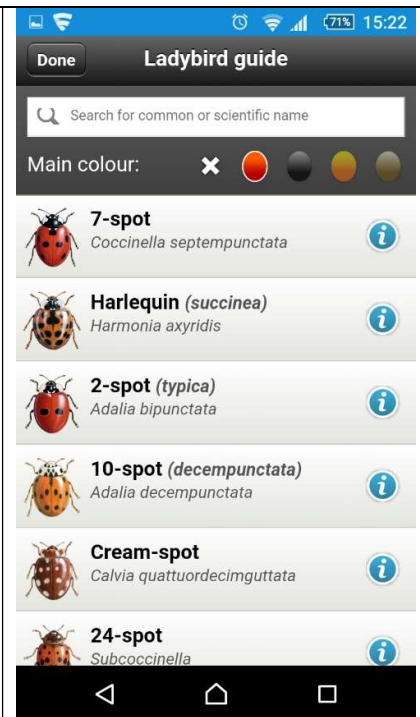 71% 15:22
Done Ladybird guide
Search for common or scientific name
Main colour:
7-spot
Coccinella septempunctata
Harlequin (succinea)
Harmonia axyridis
2-spot (typica)
Adalia bipunctata
10-spot (decempunctata)
Adalia decempunctata
Cream-spot
Calvia quattuordecimguttata
24-spot
Subcoccinella